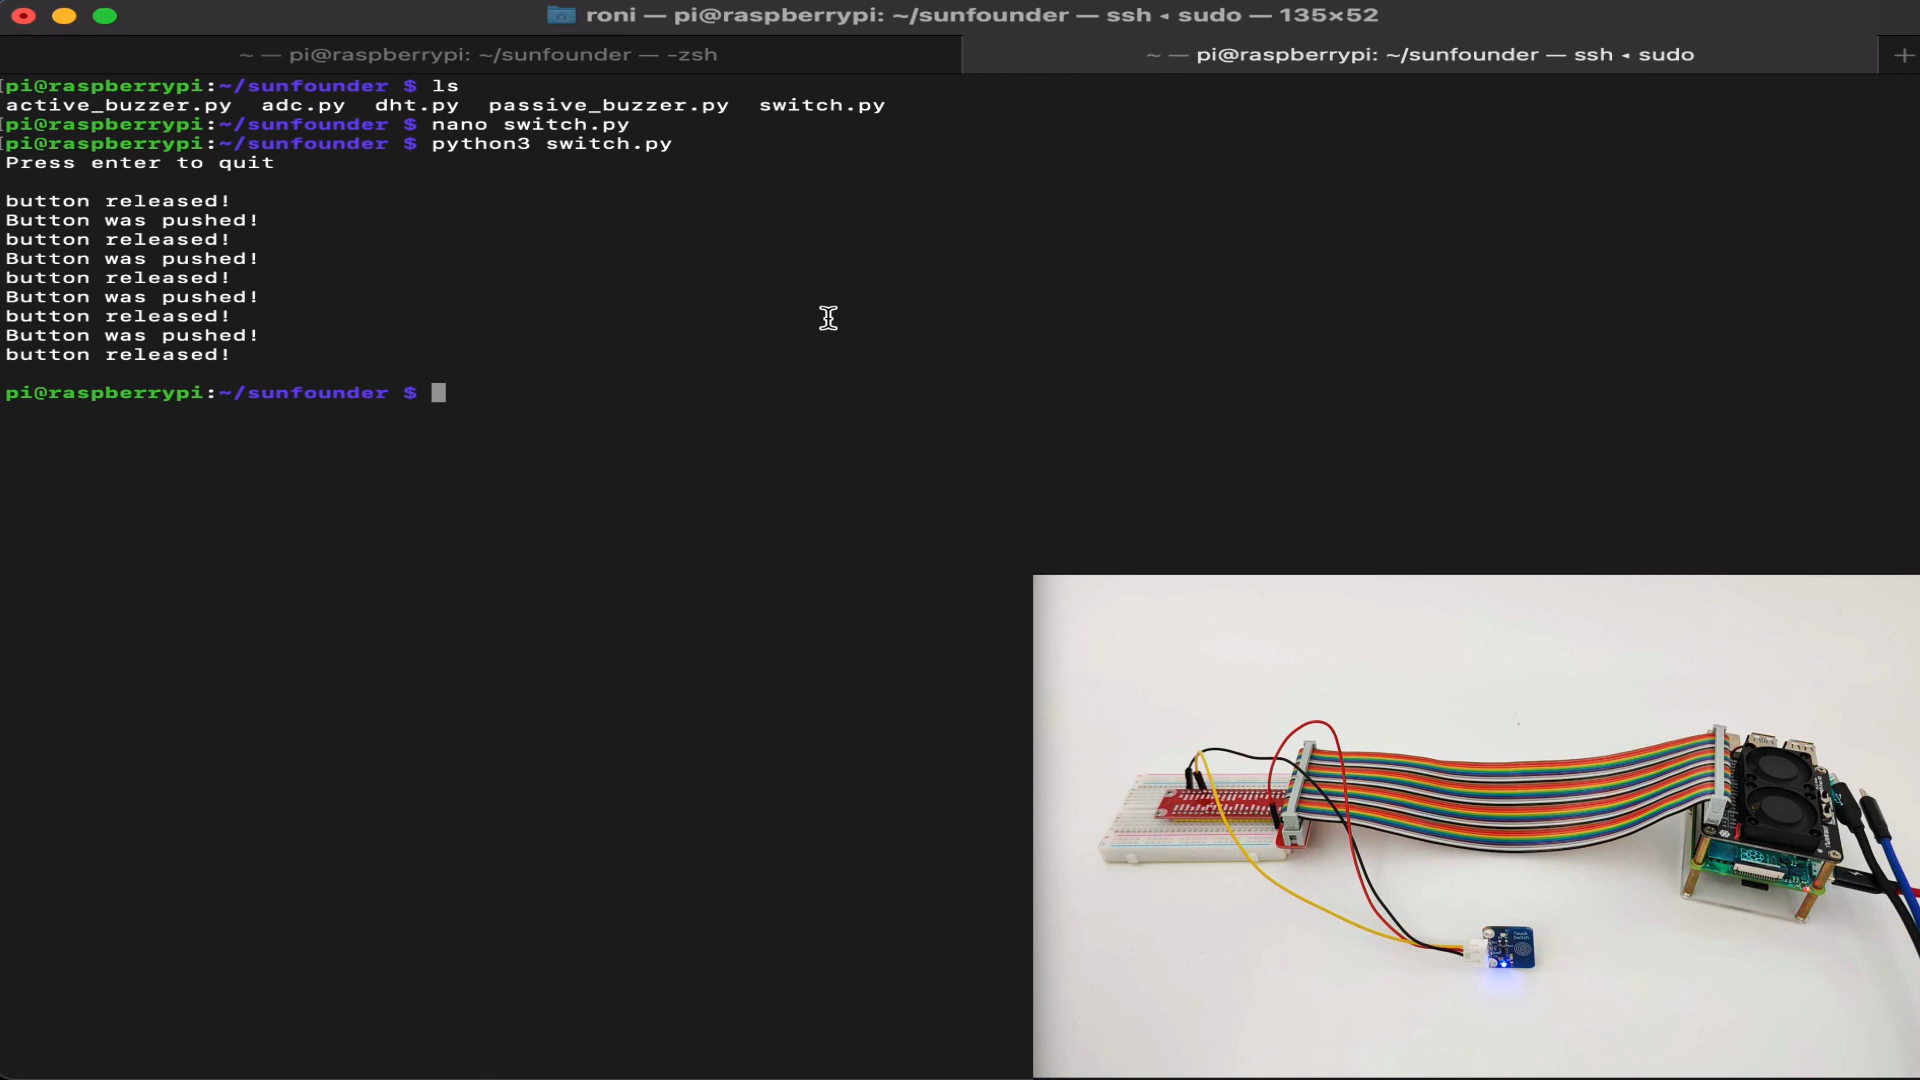 roni — pi@raspberrypi: ~/sunfounder — ssh ◂ sudo — 135×52
~ — pi@raspberrypi: ~/sunfounder — -zsh
~ — pi@raspberrypi: ~/sunfounder — ssh ◂ sudo
[pi@raspberrypi:~/sunfounder $ ls
active_buzzer.py  adc.py  dht.py  passive_buzzer.py  switch.py
[pi@raspberrypi:~/sunfounder $ nano switch.py
[pi@raspberrypi:~/sunfounder $ python3 switch.py
Press enter to quit
button released!
Button was pushed!
button released!
Button was pushed!
button released!
Button was pushed!
button released!
Button was pushed!
button released!
pi@raspberrypi:~/sunfounder $
Touch
Switch